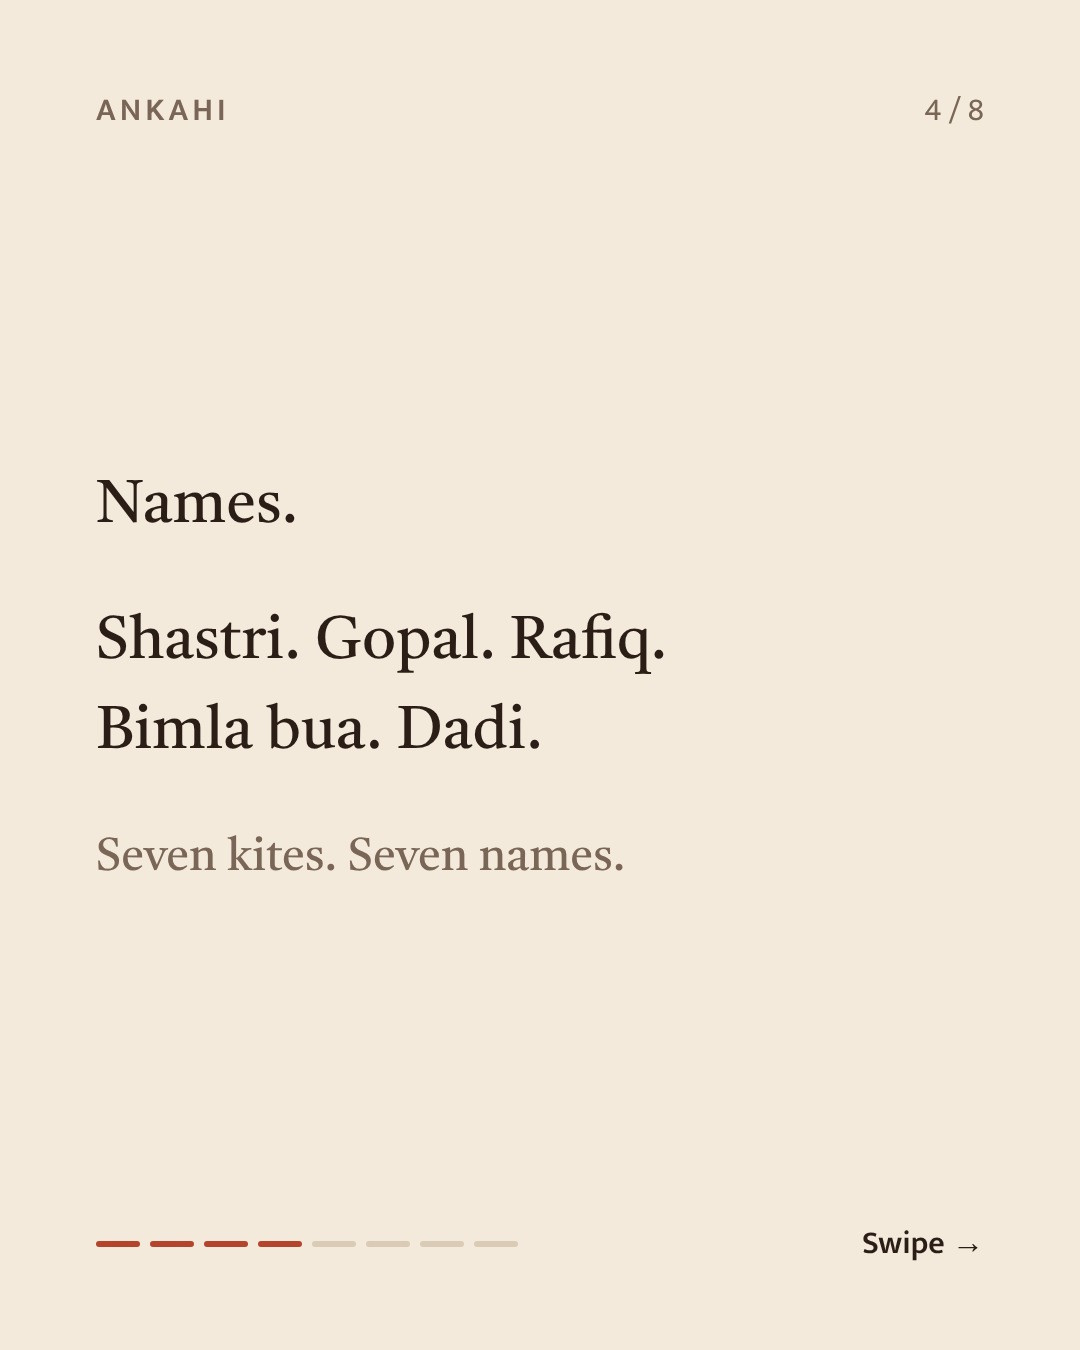 ANKAHI
4 / 8
Names.
Shastri. Gopal. Rafiq.
Bimla bua. Dadi.
Seven kites. Seven names.
Swipe →